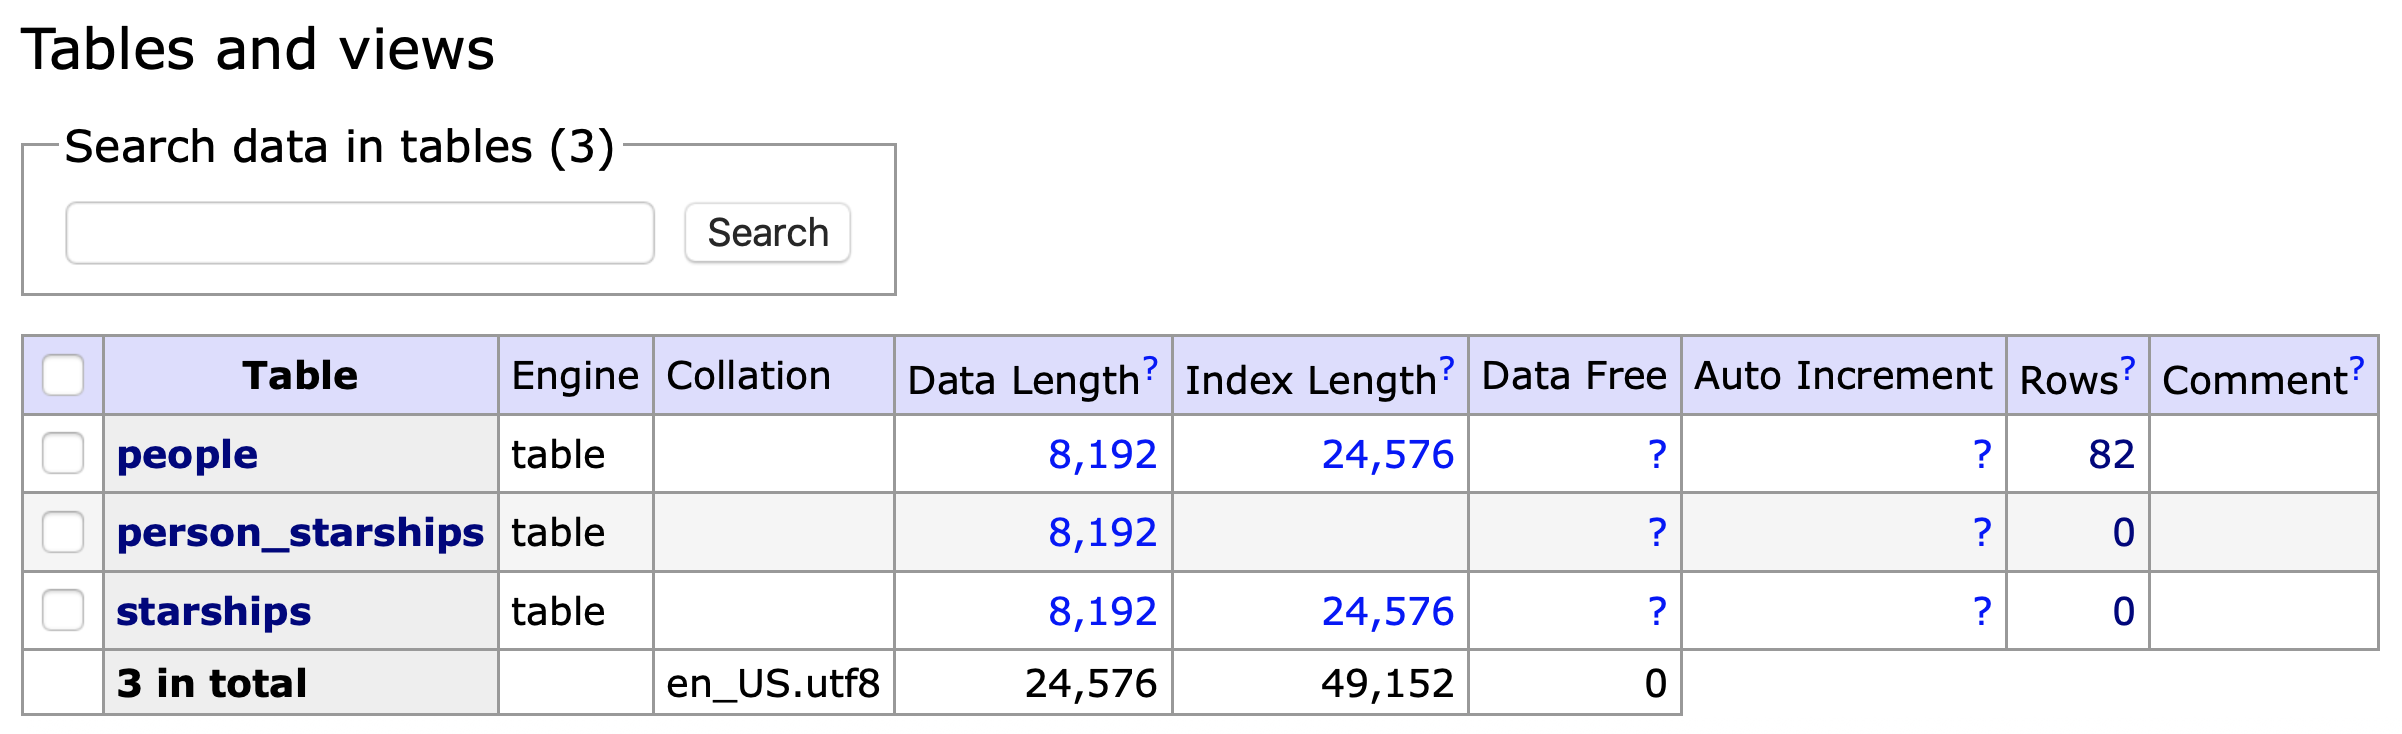 Tables and views
Search data in tables (3)
Search
Table Engine Collation Data Length? Index Length? Data Free Auto Increment Rows? Comment?
people table 8,192 24,576 ? ? 82
person_starships table 8,192 ? ? 0
starships table 8,192 24,576 ? ? 0
3 in total en_US.utf8 24,576 49,152 0